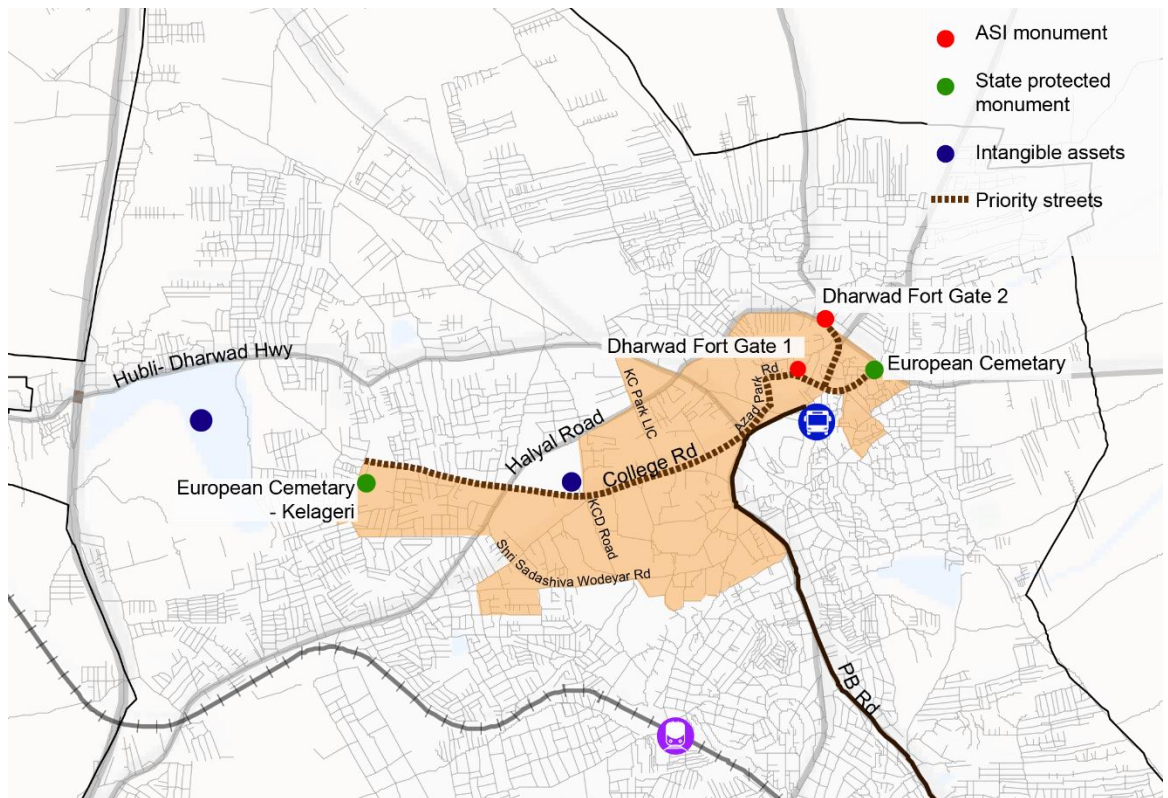 ASI monument
State protected
monument
Intangible assets
Priority streets
Dharwad Fort Gate 2
Dharwad Fort Gate 1
European Cemetary
Hubli- Dharwad Hwy
KC Park LIC
Azad Park
Rd
Halyal Road
College Rd
European Cemetary
- Kelageri
KCD Road
Shri Sadashiva Wodeyar Rd
PB Rd